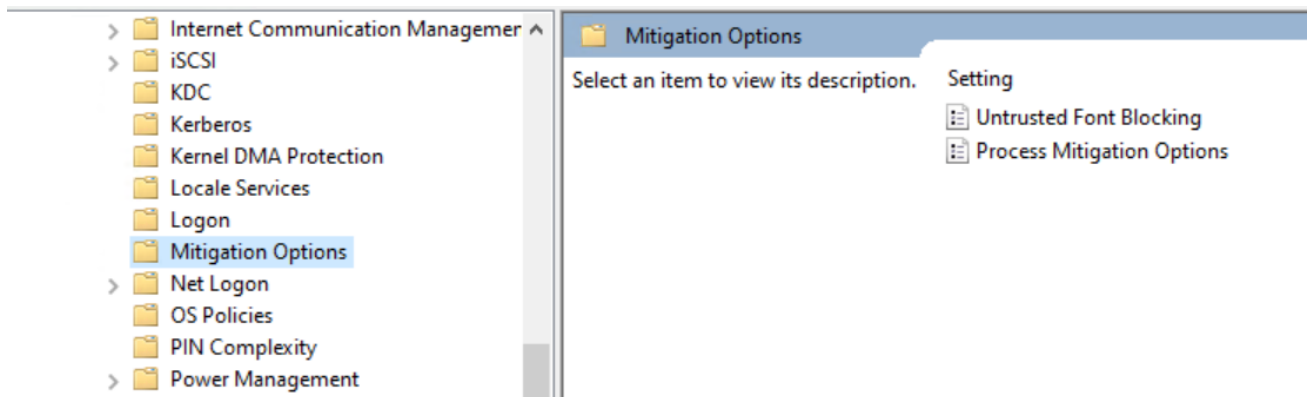 Internet Communication Managemer
iSCSI
KDC
Kerberos
Kernel DMA Protection
Locale Services
Logon
Mitigation Options
Net Logon
OS Policies
PIN Complexity
Power Management
Mitigation Options
Select an item to view its description.
Setting
Untrusted Font Blocking
Process Mitigation Options